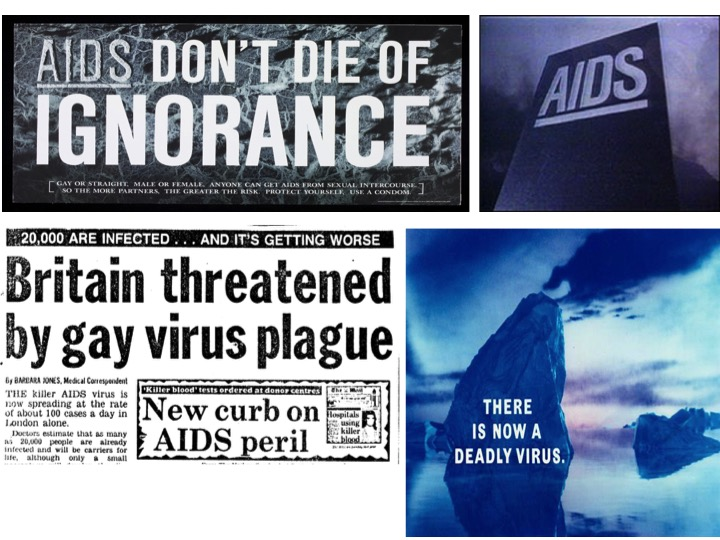 AIDS DON'T DIE OF
IGNORANCE
[GAY OR STRAIGHT, MALE OR FEMALE, ANYONE CAN GET AIDS FROM SEXUAL INTERCOURSE.
SO THE MORE PARTNERS, THE GREATER THE RISK. PROTECT YOURSELF, USE A CONDOM.]
AIDS
20,000 ARE INFECTED . . . AND IT'S GETTING WORSE
Britain threatened
by gay virus plague
By BARBARA JONES, Medical Correspondent
THE killer AIDS virus is
now spreading at the rate
of about 100 cases a day in
London alone.
Doctors estimate that as many
as 20,000 people are already
infected and will be carriers for
life, although only a small
'Killer blood' tests ordered at donor centres
New curb on
AIDS peril
Hospitals
using
killer
blood
THERE
IS NOW A
DEADLY VIRUS.